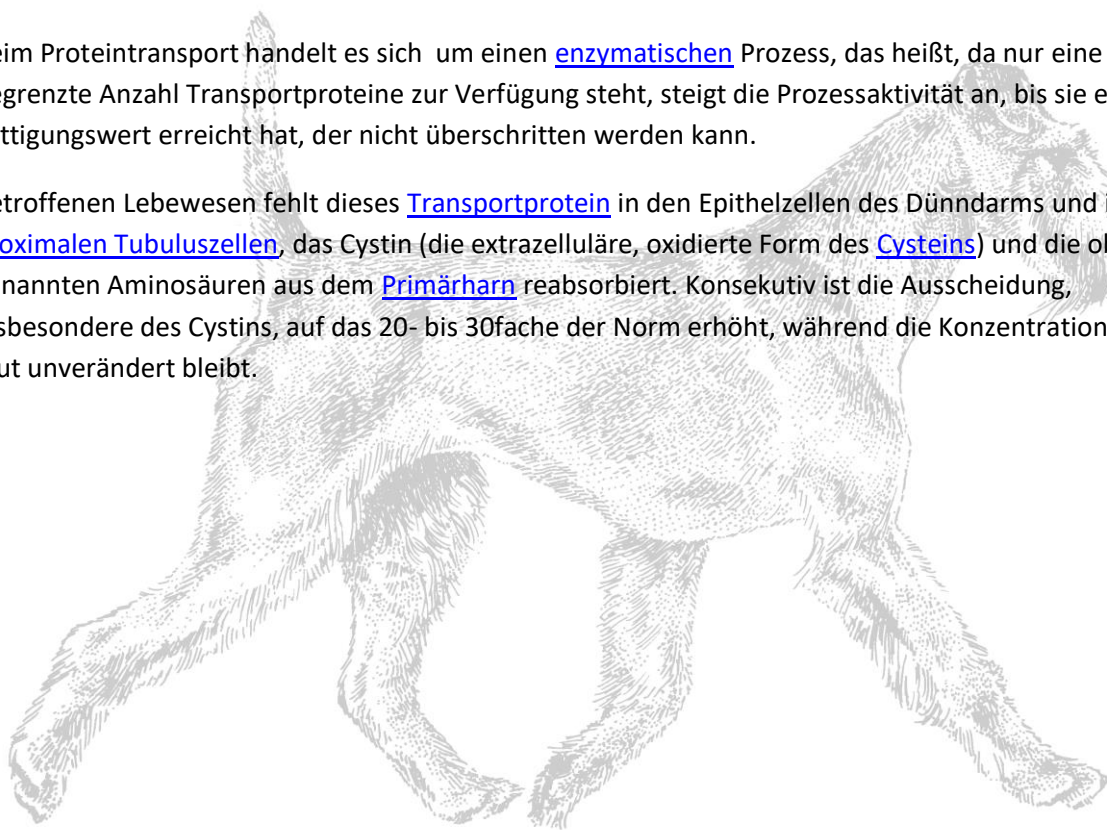 eim Proteintransport handelt es sich um einen enzymatischen Prozess, das heißt, da nur eine
egrenzte Anzahl Transportproteine zur Verfügung steht, steigt die Prozessaktivität an, bis sie e
ttigungswert erreicht hat, der nicht überschritten werden kann.
etroffenen Lebewesen fehlt dieses Transportprotein in den Epithelzellen des Dünndarms und i
oximalen Tubuluszellen, das Cystin (die extrazelluläre, oxidierte Form des Cysteins) und die ob
nannten Aminosäuren aus dem Primärharn reabsorbiert. Konsekutiv ist die Ausscheidung,
sbesondere des Cystins, auf das 20- bis 30fache der Norm erhöht, während die Konzentration
ut unverändert bleibt.